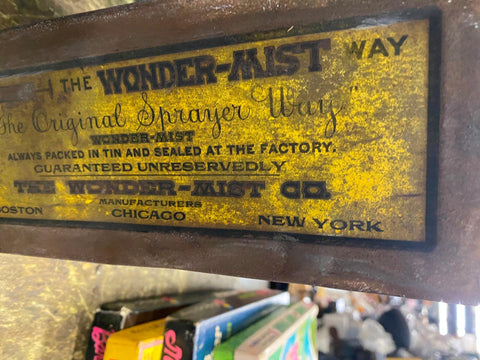 THE WONDER-MIST WAY
"The Original Sprayer Way"
WONDER-MIST
ALWAYS PACKED IN TIN AND SEALED AT THE FACTORY.
GUARANTEED UNRESERVEDLY
THE WONDER-MIST CO.
MANUFACTURERS
BOSTON CHICAGO NEW YORK